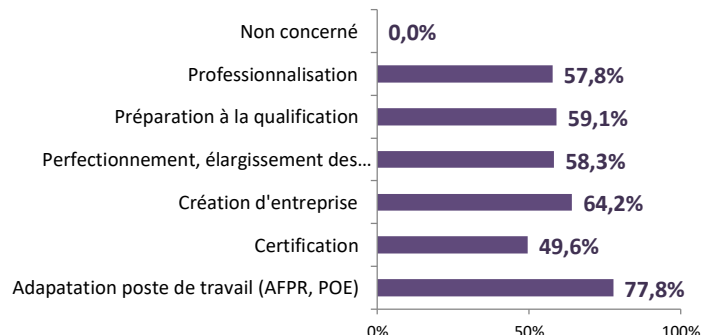 Non concerné 0,0%
Professionnalisation 57,8%
Préparation à la qualification 59,1%
Perfectionnement, élargissement des... 58,3%
Création d'entreprise 64,2%
Certification 49,6%
Adapatation poste de travail (AFPR, POE) 77,8%
0% 50% 100%